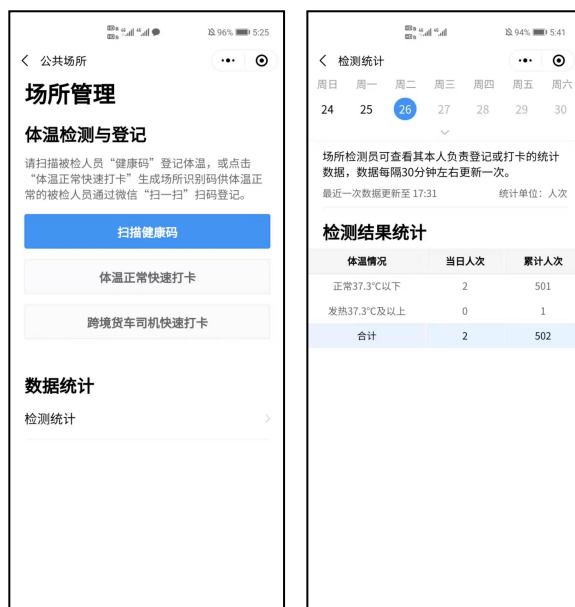 96% 5:25
公共场所
场所管理
体温检测与登记
请扫描被检人员“健康码”登记体温，或点击
“体温正常快速打卡”生成场所识别码供体温正
常的被检人员通过微信“扫一扫”扫码登记。
扫描健康码
体温正常快速打卡
跨境货车司机快速打卡
数据统计
检测统计
94% 5:41
检测统计
周日 周一 周二 周三 周四 周五 周六
24 25 26 27 28 29 30
场所检测员可查看其本人负责登记或打卡的统计
数据，数据每隔30分钟左右更新一次。
最近一次数据更新至 17:31 统计单位：人次
检测结果统计
体温情况 当日人次 累计人次
正常37.3°C以下 2 501
发热37.3°C及以上 0 1
合计 2 502